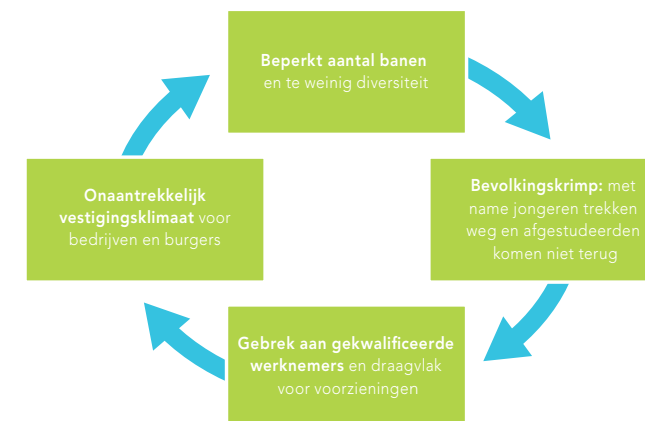 Beperkt aantal banen
en te weinig diversiteit
Bevolkingskrimp: met
name jongeren trekken
weg en afgestudeerden
komen niet terug
Gebrek aan gekwalificeerde
werknemers en draagvlak
voor voorzieningen
Onaantrekkelijk
vestigingsklimaat voor
bedrijven en burgers